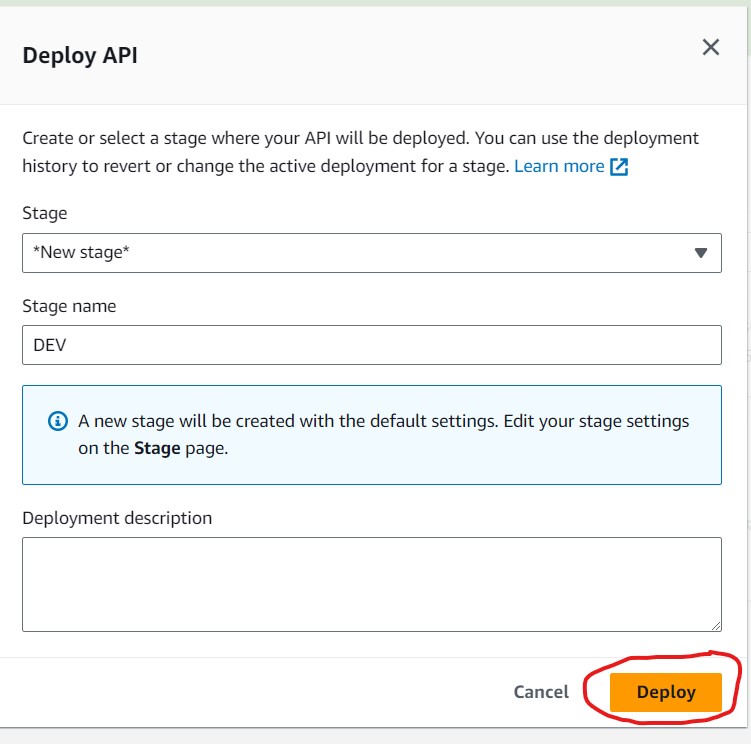 Deploy API
Create or select a stage where your API will be deployed. You can use the deployment
history to revert or change the active deployment for a stage. Learn more
Stage
*New stage*
Stage name
DEV
A new stage will be created with the default settings. Edit your stage settings
on the Stage page.
Deployment description
Cancel
Deploy